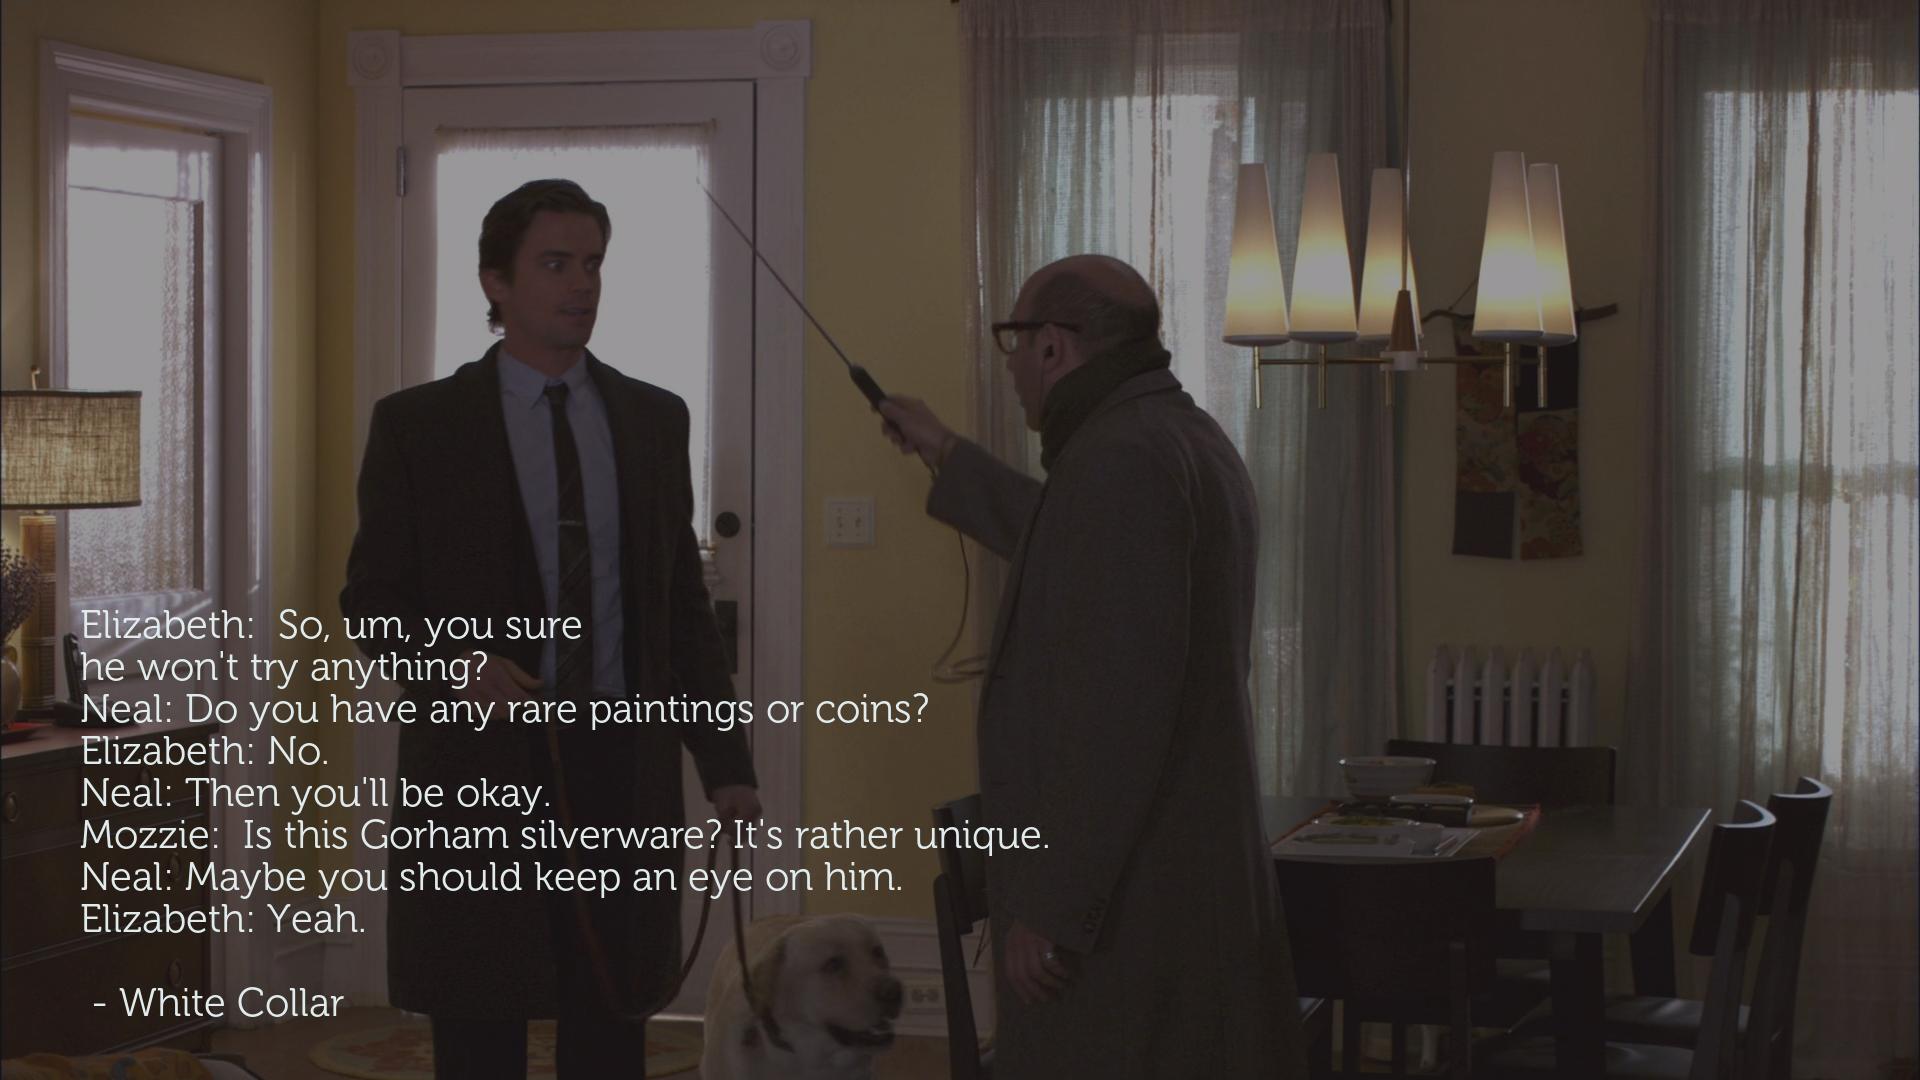 Elizabeth:  So, um, you sure
he won't try anything?
Neal: Do you have any rare paintings or coins?
Elizabeth: No.
Neal: Then you'll be okay.
Mozzie:  Is this Gorham silverware? It's rather unique.
Neal: Maybe you should keep an eye on him.
Elizabeth: Yeah.
- White Collar